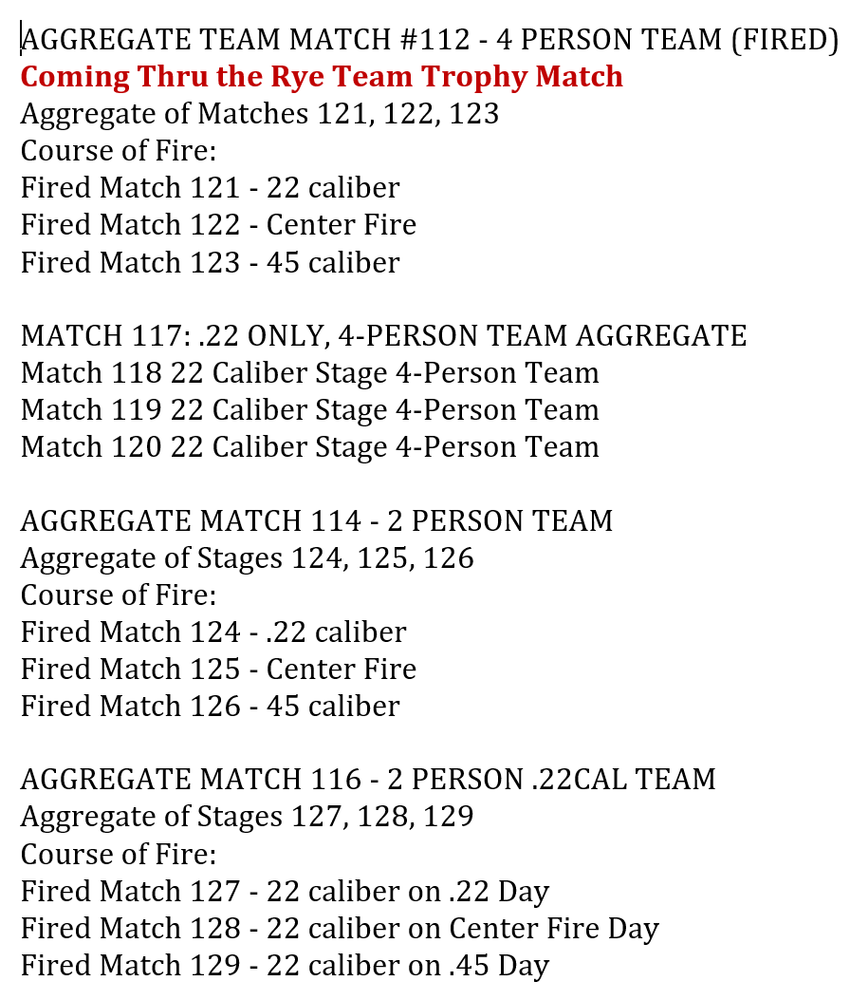 AGGREGATE TEAM MATCH #112 - 4 PERSON TEAM (FIRED)
Coming Thru the Rye Team Trophy Match
Aggregate of Matches 121, 122, 123
Course of Fire:
Fired Match 121 - 22 caliber
Fired Match 122 - Center Fire
Fired Match 123 - 45 caliber
MATCH 117: .22 ONLY, 4-PERSON TEAM AGGREGATE
Match 118 22 Caliber Stage 4-Person Team
Match 119 22 Caliber Stage 4-Person Team
Match 120 22 Caliber Stage 4-Person Team
AGGREGATE MATCH 114 - 2 PERSON TEAM
Aggregate of Stages 124, 125, 126
Course of Fire:
Fired Match 124 - .22 caliber
Fired Match 125 - Center Fire
Fired Match 126 - 45 caliber
AGGREGATE MATCH 116 - 2 PERSON .22CAL TEAM
Aggregate of Stages 127, 128, 129
Course of Fire:
Fired Match 127 - 22 caliber on .22 Day
Fired Match 128 - 22 caliber on Center Fire Day
Fired Match 129 - 22 caliber on .45 Day